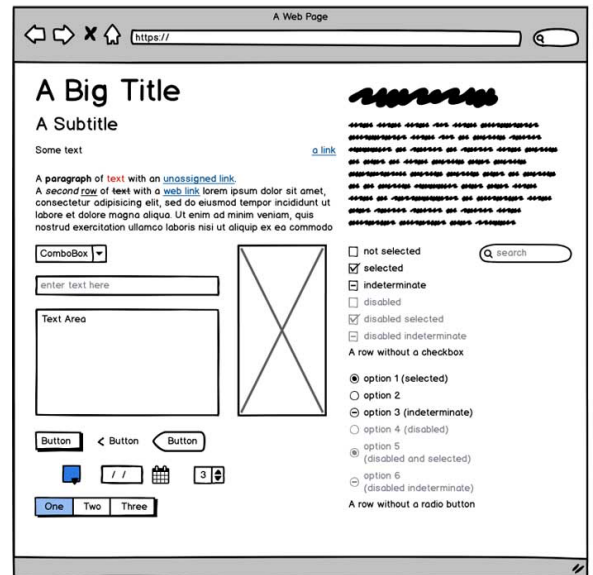 A Web Page
https://
A Big Title
A Subtitle
Some text
a link
A paragraph of text with an unassigned link.
A second row of text with a web link lorem ipsum dolor sit amet,
consectetur adipisicing elit, sed do eiusmod tempor incididunt ut
labore et dolore magna aliqua. Ut enim ad minim veniam, quis
nostrud exercitation ullamco laboris nisi ut aliquip ex ea commodo
ComboBox
enter text here
Text Area
Button
< Button
Button
/ /
3
One Two Three
not selected
search
selected
indeterminate
disabled
disabled selected
disabled indeterminate
A row without a checkbox
option 1 (selected)
option 2
option 3 (indeterminate)
option 4 (disabled)
option 5
(disabled and selected)
option 6
(disabled indeterminate)
A row without a radio button